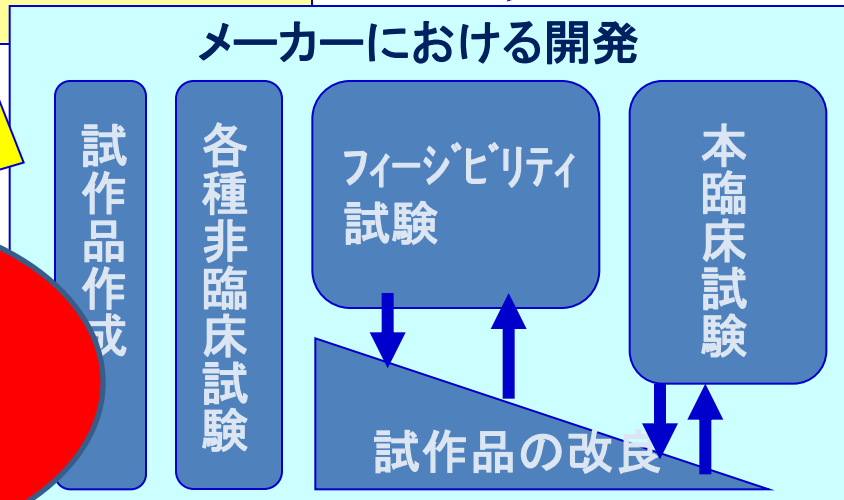 メーカーにおける開発
試作品作成
各種非臨床試験
フィージビリティ
試験
本臨床試験
試作品の改良